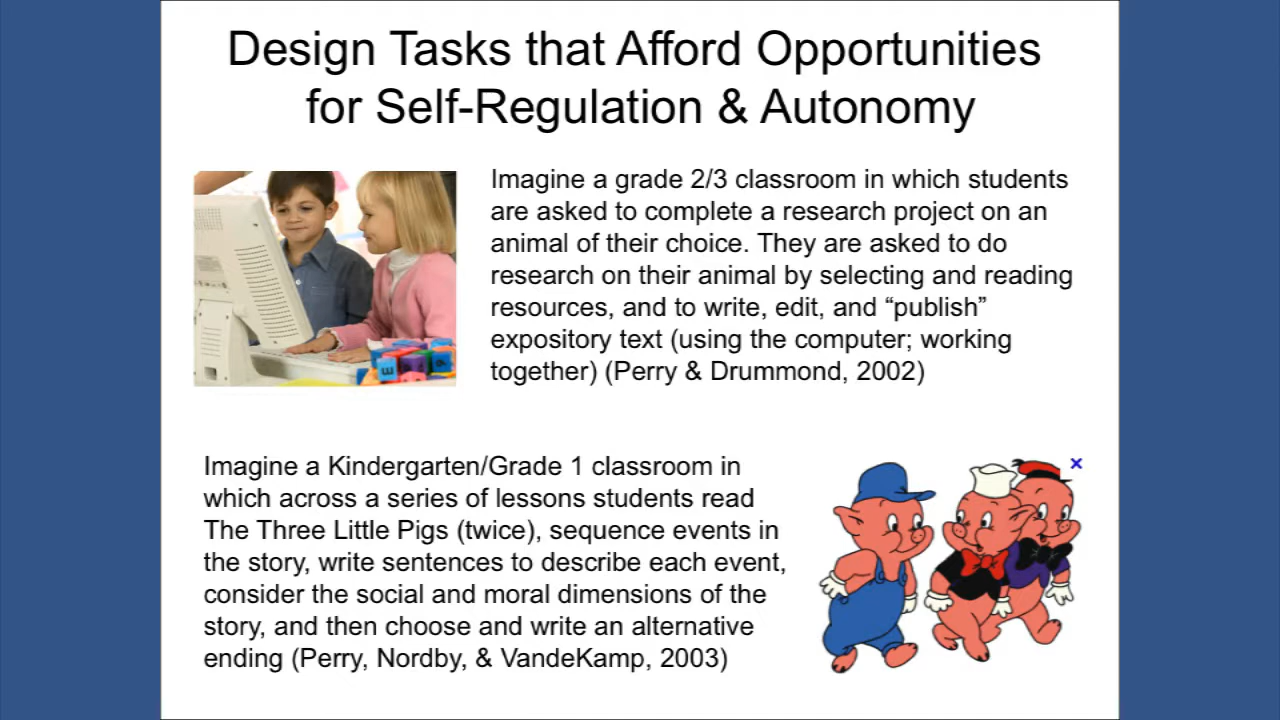 Design Tasks that Afford Opportunities
for Self-Regulation & Autonomy
Imagine a grade 2/3 classroom in which students
are asked to complete a research project on an
animal of their choice. They are asked to do
research on their animal by selecting and reading
resources, and to write, edit, and “publish”
expository text (using the computer; working
together) (Perry & Drummond, 2002)
Imagine a Kindergarten/Grade 1 classroom in
which across a series of lessons students read
The Three Little Pigs (twice), sequence events in
the story, write sentences to describe each event,
consider the social and moral dimensions of the
story, and then choose and write an alternative
ending (Perry, Nordby, & VandeKamp, 2003)